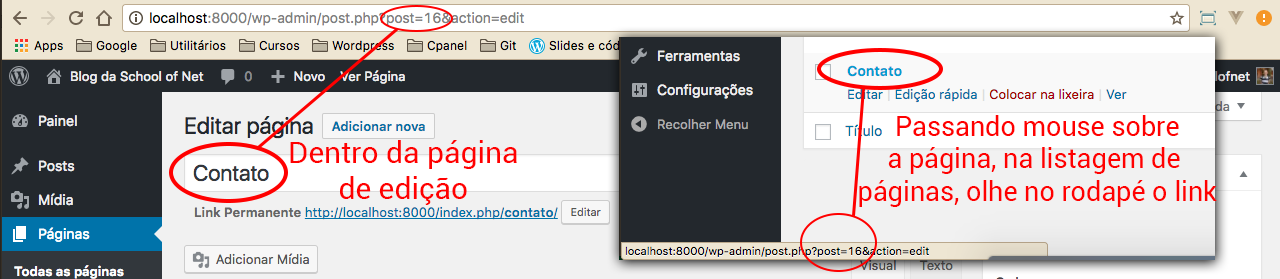 localhost:8000/wp-admin/post.php?post=16&action=edit
Apps Google Utilitários Cursos Wordpress Cpanel Git Slides e cód
Blog da School of Net 0 + Novo Ver Página
Painel
Posts
Mídia
Páginas
Todas as páginas
Editar página Adicionar nova
Contato
Dentro da página
de edição
Link Permanente http://localhost:8000/index.php/contato/ Editar
Adicionar Mídia
Ferramentas
Configurações
Recolher Menu
Contato
Editar | Edição rápida | Colocar na lixeira | Ver
Título
Passando mouse sobre
a página, na listagem de
páginas, olhe no rodapé o link
localhost:8000/wp-admin/post.php?post=16&action=edit
Visual Texto
lofnet
da